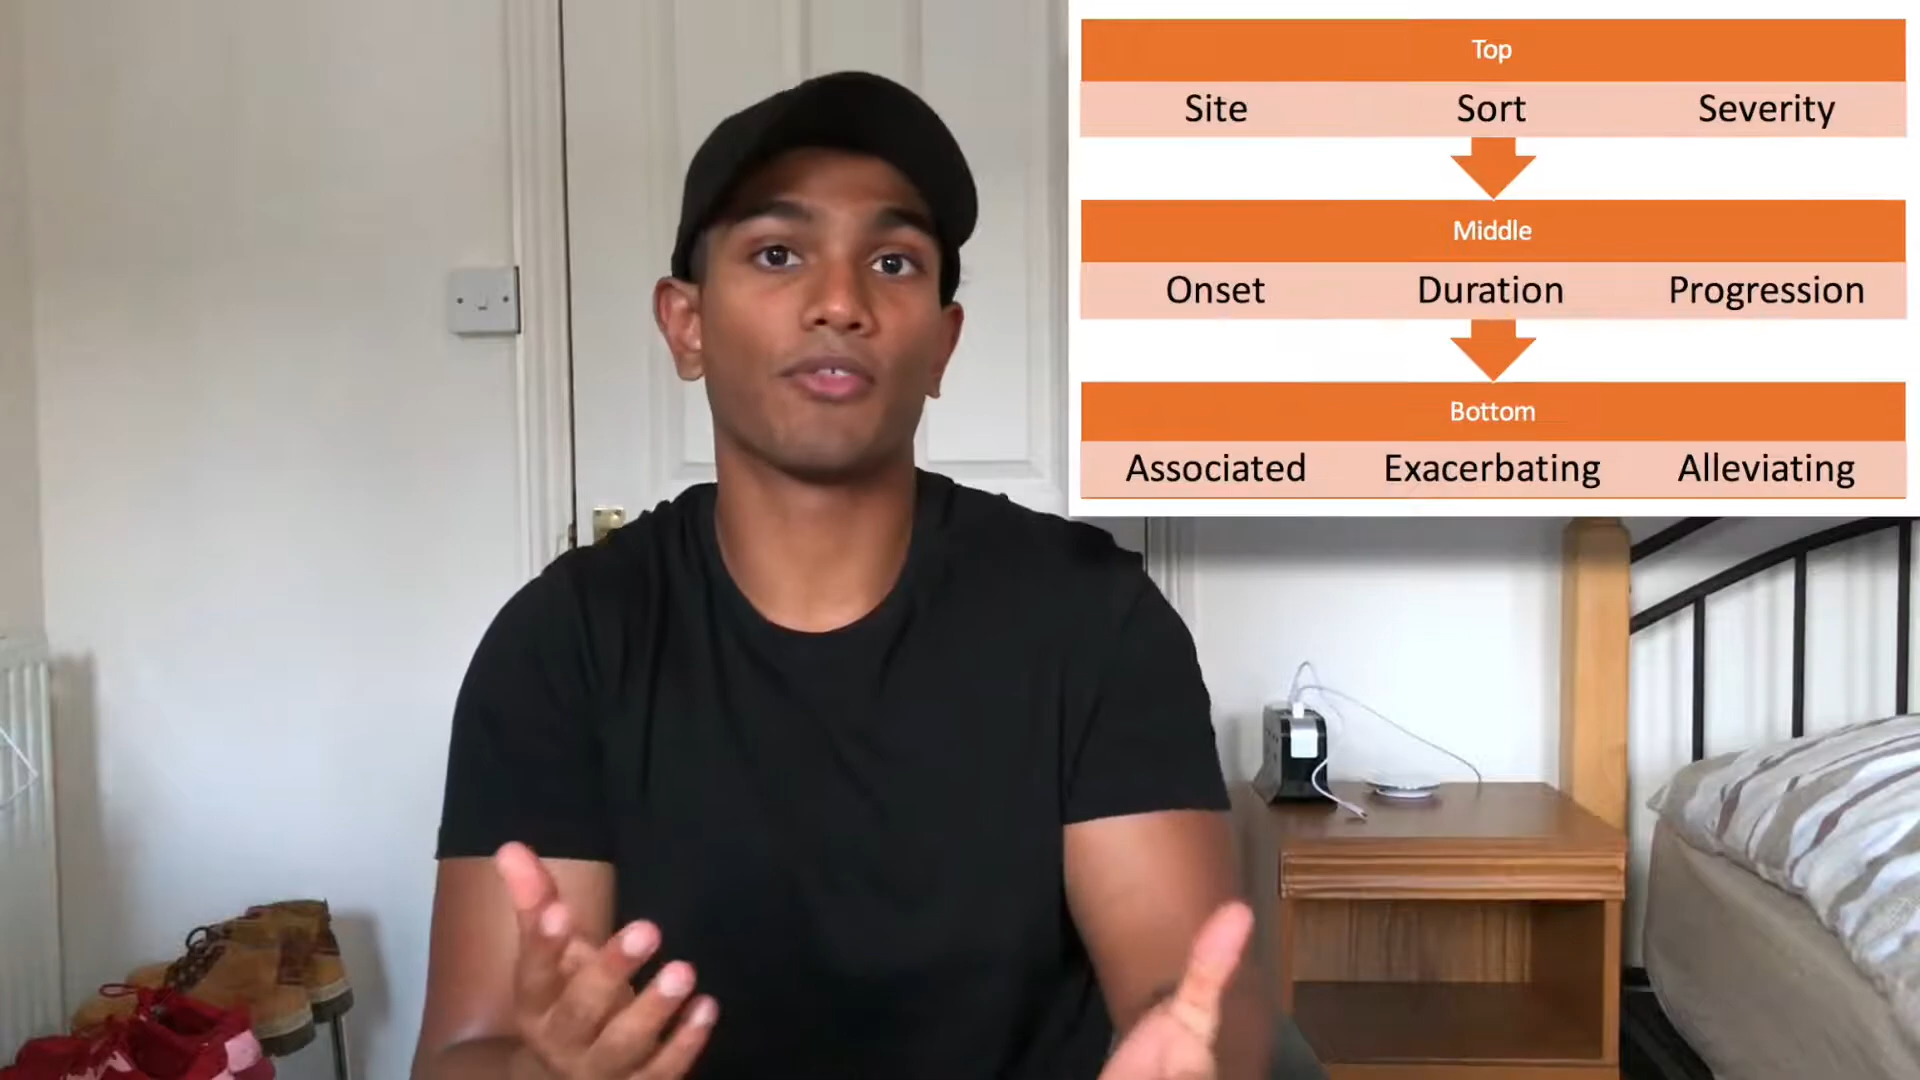 Top
Site Sort Severity
Middle
Onset Duration Progression
Bottom
Associated Exacerbating Alleviating